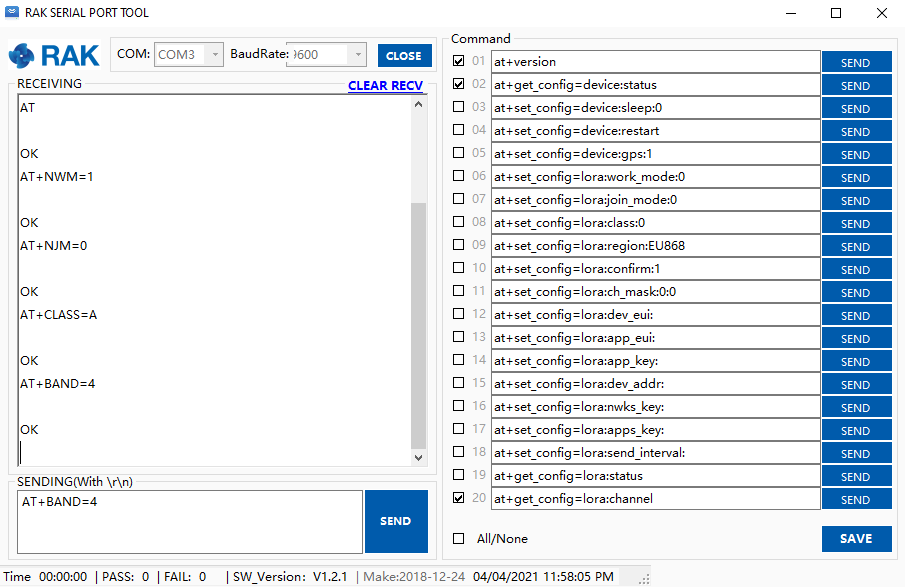 RAK SERIAL PORT TOOL
RAK COM: COM3 BaudRate: 9600 CLOSE
RECEIVING CLEAR RECV
AT
OK
AT+NWM=1
OK
AT+NJM=0
OK
AT+CLASS=A
OK
AT+BAND=4
OK
SENDING(With \r\n)
AT+BAND=4
SEND
Command
01 at+version SEND
02 at+get_config=device:status SEND
03 at+set_config=device:sleep:0 SEND
04 at+set_config=device:restart SEND
05 at+set_config=device:gps:1 SEND
06 at+set_config=lora:work_mode:0 SEND
07 at+set_config=lora:join_mode:0 SEND
08 at+set_config=lora:class:0 SEND
09 at+set_config=lora:region:EU868 SEND
10 at+set_config=lora:confirm:1 SEND
11 at+set_config=lora:ch_mask:0:0 SEND
12 at+set_config=lora:dev_eui: SEND
13 at+set_config=lora:app_eui: SEND
14 at+set_config=lora:app_key: SEND
15 at+set_config=lora:dev_addr: SEND
16 at+set_config=lora:nwks_key: SEND
17 at+set_config=lora:apps_key: SEND
18 at+set_config=lora:send_interval: SEND
19 at+get_config=lora:status SEND
20 at+get_config=lora:channel SEND
All/None SAVE
Time 00:00:00 | PASS: 0 | FAIL: 0 | SW_Version: V1.2.1 | Make:2018-12-24 04/04/2021 11:58:05 PM